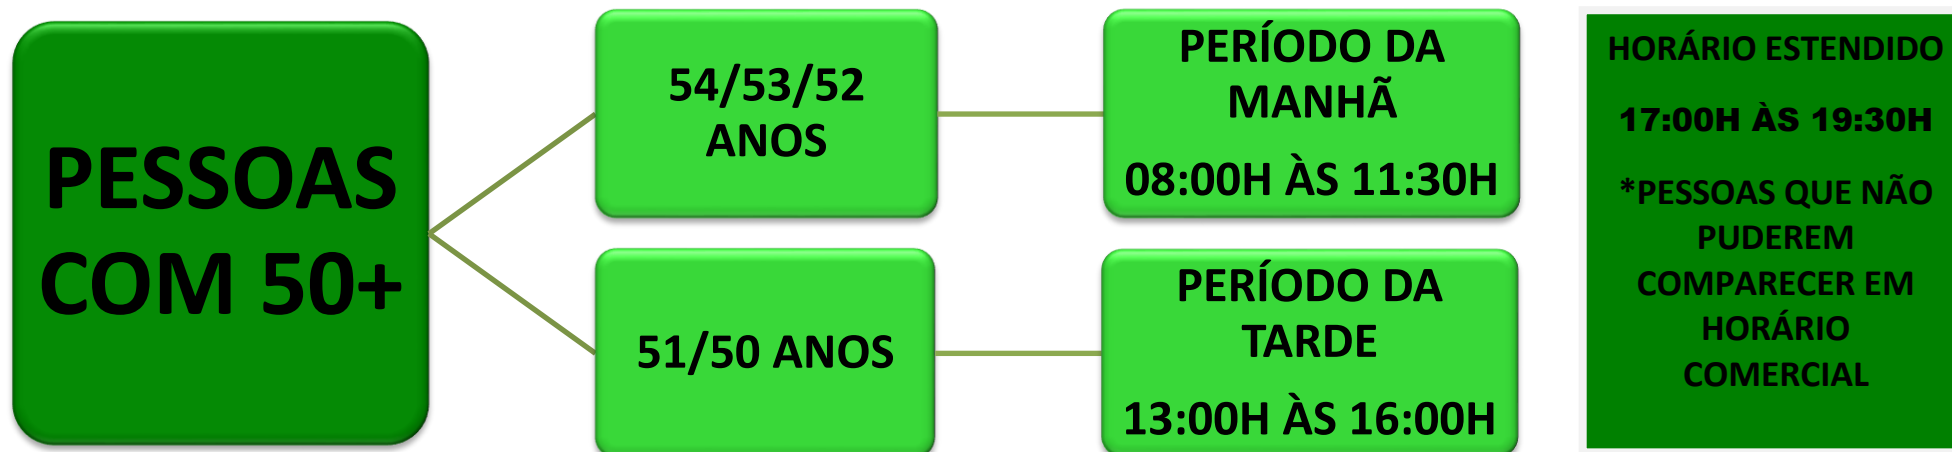 PESSOAS
COM 50+
54/53/52
ANOS
PERÍODO DA
MANHÃ
08:00H ÀS 11:30H
51/50 ANOS
PERÍODO DA
TARDE
13:00H ÀS 16:00H
HORÁRIO ESTENDIDO
17:00H ÀS 19:30H
*PESSOAS QUE NÃO
PUDEREM
COMPARECER EM
HORÁRIO
COMERCIAL